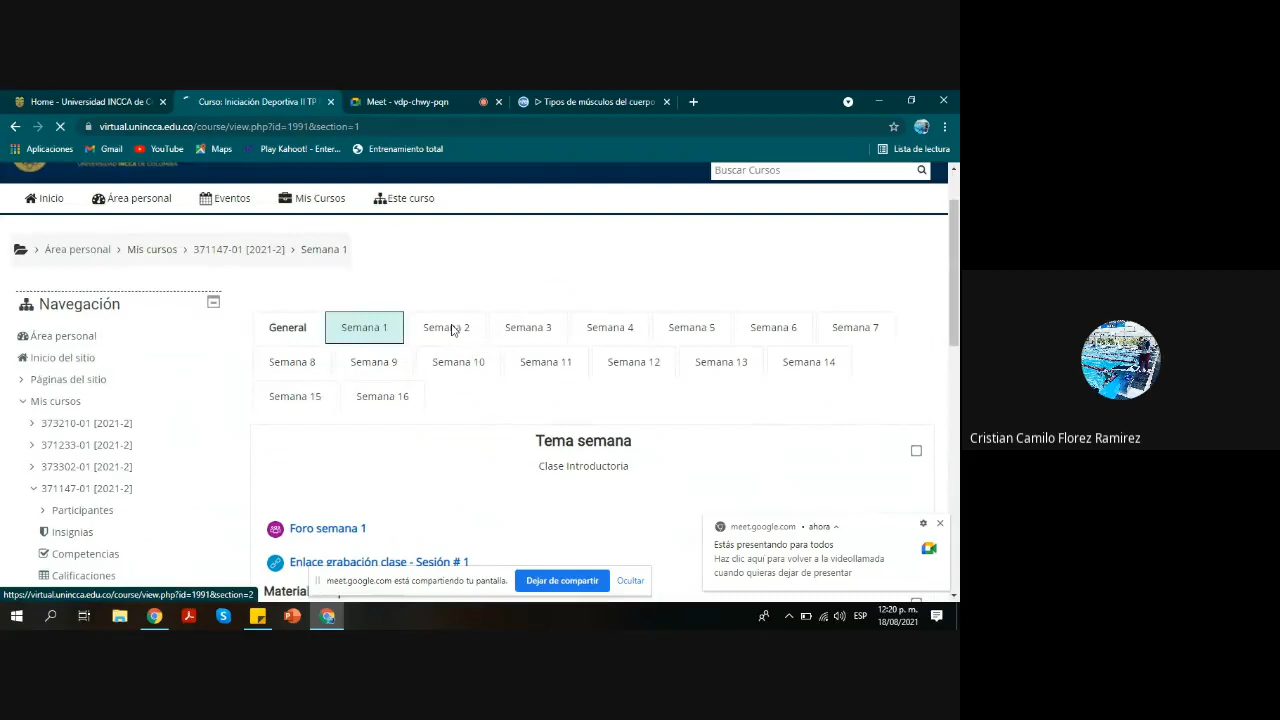 Home - Universidad INCCA de C
Curso: Iniciación Deportiva II TP
Meet - vdp-chwy-pqn
▷ Tipos de músculos del cuerpo
virtual.unincca.edu.co/course/view.php?id=1991&section=1
Aplicaciones
Gmail
YouTube
Maps
Play Kahoot! - Enter...
Entrenamiento total
Lista de lectura
UNIVERSIDAD INCCA DE COLOMBIA
Buscar Cursos
Inicio
Área personal
Eventos
Mis Cursos
Este curso
> Área personal > Mis cursos > 371147-01 [2021-2] > Semana 1
Navegación
Área personal
Inicio del sitio
Páginas del sitio
Mis cursos
373210-01 [2021-2]
371233-01 [2021-2]
373302-01 [2021-2]
371147-01 [2021-2]
Participantes
Insignias
Competencias
Calificaciones
General
Semana 1
Semana 2
Semana 3
Semana 4
Semana 5
Semana 6
Semana 7
Semana 8
Semana 9
Semana 10
Semana 11
Semana 12
Semana 13
Semana 14
Semana 15
Semana 16
Tema semana
Clase Introductoria
Foro semana 1
Enlace grabación clase - Sesión # 1
Material
meet.google.com está compartiendo tu pantalla.
Dejar de compartir
Ocultar
meet.google.com • ahora
Estás presentando para todos
Haz clic aquí para volver a la videollamada
cuando quieras dejar de presentar
https://virtual.unincca.edu.co/course/view.php?id=1991&section=2
ESP
12:20 p. m.
18/08/2021
Cristian Camilo Florez Ramirez